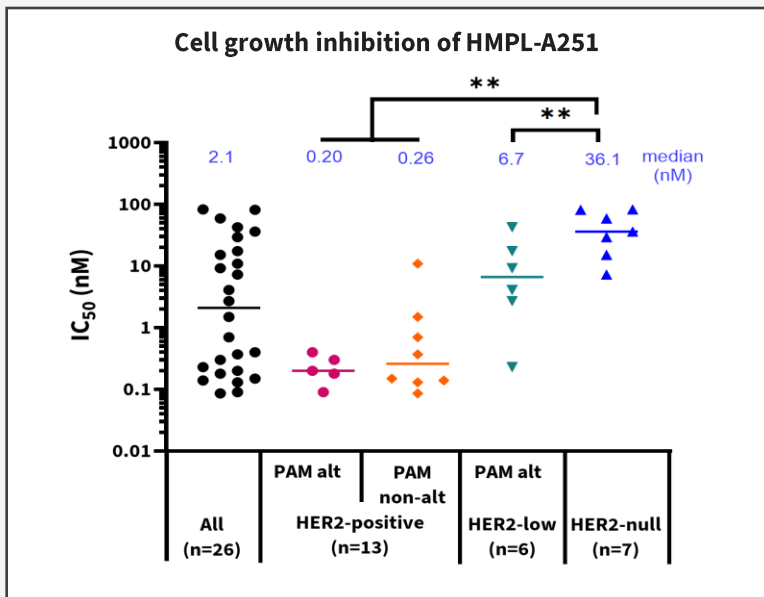 Cell growth inhibition of HMPL-A251
**
**
1000
2.1
0.20
0.26
6.7
36.1
median
(nM)
100
10
1
0.1
0.01
IC50 (nM)
PAM alt
PAM
non-alt
PAM alt
All
(n=26)
HER2-positive
(n=13)
HER2-low
(n=6)
HER2-null
(n=7)